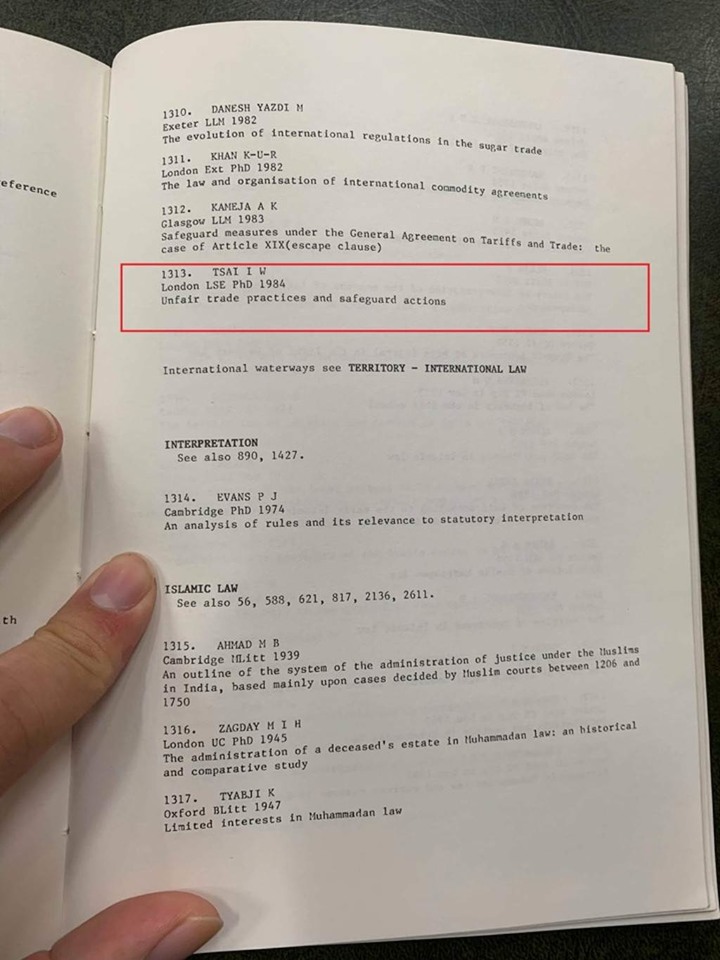 eference
th
1310. DANESH YAZDI M
Exeter LLM 1982
The evolution of international regulations in the sugar trade
1311. KHAN K-U-R
London Ext PhD 1982
The law and organisation of international commodity agreements
1312. KAMEJA A K
Glasgow LLM 1983
Safeguard measures under the General Agreement on Tariffs and Trade: the
case of Article XIX(escape clause)
1313. TSAI I W
London LSE PhD 1984
Unfair trade practices and safeguard actions
International waterways see TERRITORY - INTERNATIONAL LAW
INTERPRETATION
See also 890, 1427.
1314. EVANS P J
Cambridge PhD 1974
An analysis of rules and its relevance to statutory interpretation
ISLAMIC LAW
See also 56, 588, 621, 817, 2136, 2611.
1315. AHMAD M B
Cambridge MLitt 1939
An outline of the system of the administration of justice under the Muslims
in India, based mainly upon cases decided by Muslim courts between 1206 and
1750
1316. ZAGDAY M I H
London UC PhD 1945
The administration of a deceased's estate in Muhammadan law: an historical
and comparative study
1317. TYABJI K
Oxford BLitt 1947
Limited interests in Muhammadan law